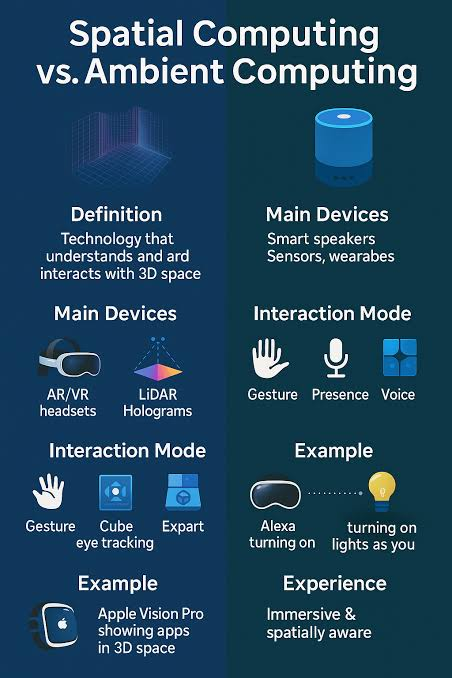 Spatial Computing
vs. Ambient Computing
Definition
Technology that
understands and ard
interacts with 3D space
Main Devices
AR/VR
headsets
LiDAR
Holograms
Interaction Mode
Gesture
Cube
Expart
eye tracking
Example
Apple Vision Pro
showing apps
in 3D space
Main Devices
Smart speakers
Sensors, wearabes
Interaction Mode
Gesture
Presence
Voice
Example
Alexa
turning on
turning on
lights as you
Experience
Immersive &
spatially aware